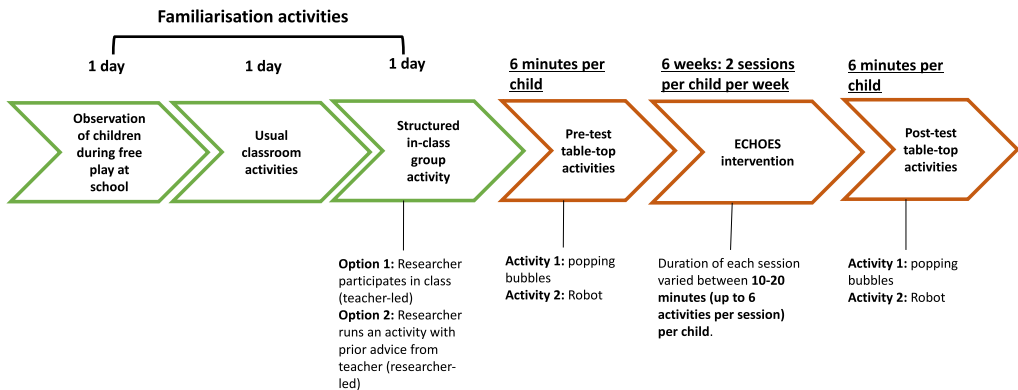 Familiarisation activities
1 day
1 day
1 day
6 minutes per
child
6 weeks: 2 sessions
per child per week
6 minutes per
child
Observation
of children
during free
play at
school
Usual
classroom
activities
Structured
in-class
group
activity
Pre-test
table-top
activities
ECHOES
intervention
Post-test
table-top
activities
Option 1: Researcher
participates in class
(teacher-led)
Option 2: Researcher
runs an activity with
prior advice from
teacher (researcher-
led)
Activity 1: popping
bubbles
Activity 2: Robot
Duration of each session
varied between 10-20
minutes (up to 6
activities per session)
per child.
Activity 1: popping
bubbles
Activity 2: Robot